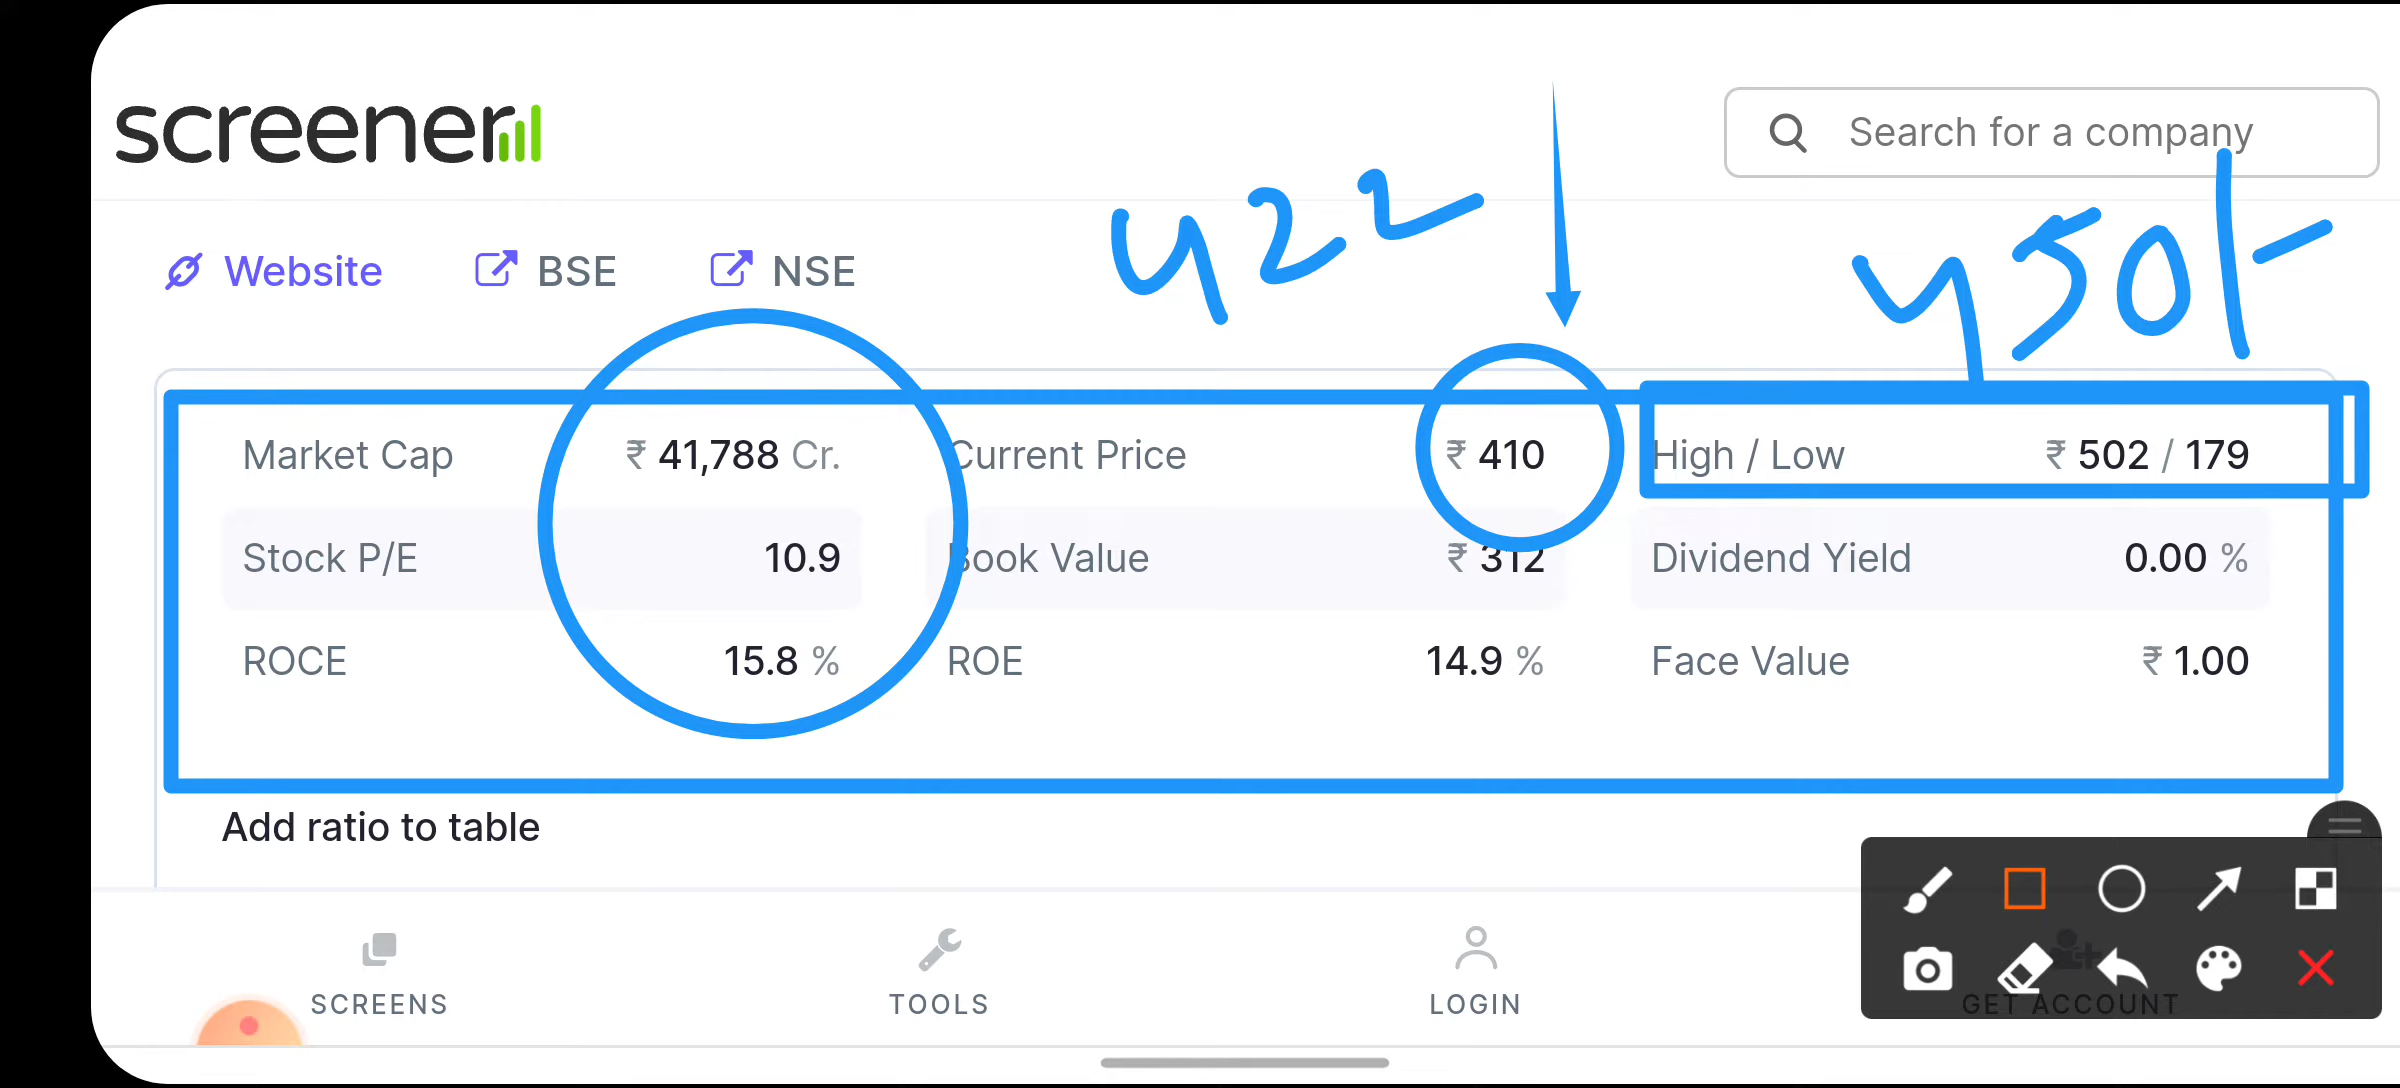 screener
Search for a company
422
450/-
Website BSE NSE
Market Cap ₹ 41,788 Cr. Current Price ₹ 410 High / Low ₹ 502 / 179
Stock P/E 10.9 Book Value ₹ 312 Dividend Yield 0.00 %
ROCE 15.8 % ROE 14.9 % Face Value ₹ 1.00
Add ratio to table
SCREENS TOOLS LOGIN GET ACCOUNT